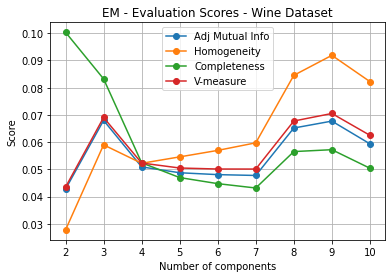 EM - Evaluation Scores - Wine Dataset
Adj Mutual Info
Homogeneity
Completeness
V-measure
Score
0.10
0.09
0.08
0.07
0.06
0.05
0.04
0.03
2 3 4 5 6 7 8 9 10
Number of components